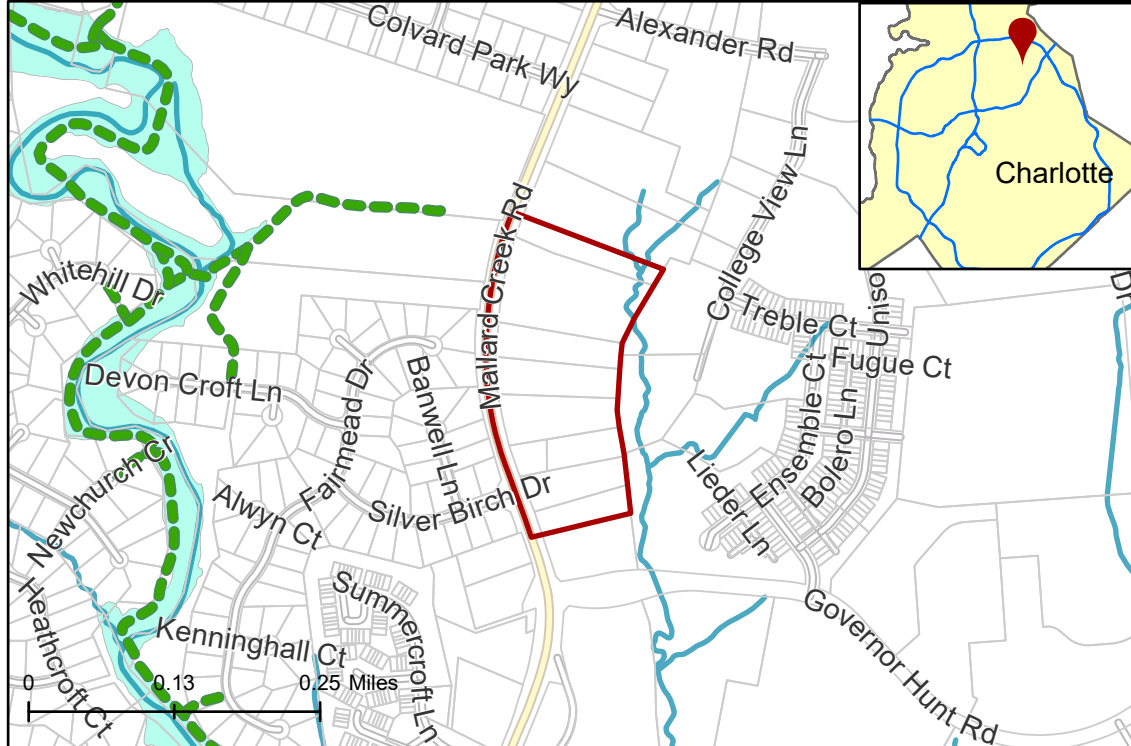 Colvard Park Wy
Alexander Rd
Charlotte
College View Ln
Mallard Creek Rd
Whitehill Dr
Treble Ct
Fugue Ct
Dr
Devon Croft Ln
Fairmead Dr
Banwell Ln
Ensemble Ct
Bolero Ln
Newchurch Cr
Alwyn Ct
Silver Birch Dr
Lieder Ln
Heathcroft Ct
Kenninghall Ct
Summercroft Ln
Governor Hunt Rd
0 0.13 0.25 Miles